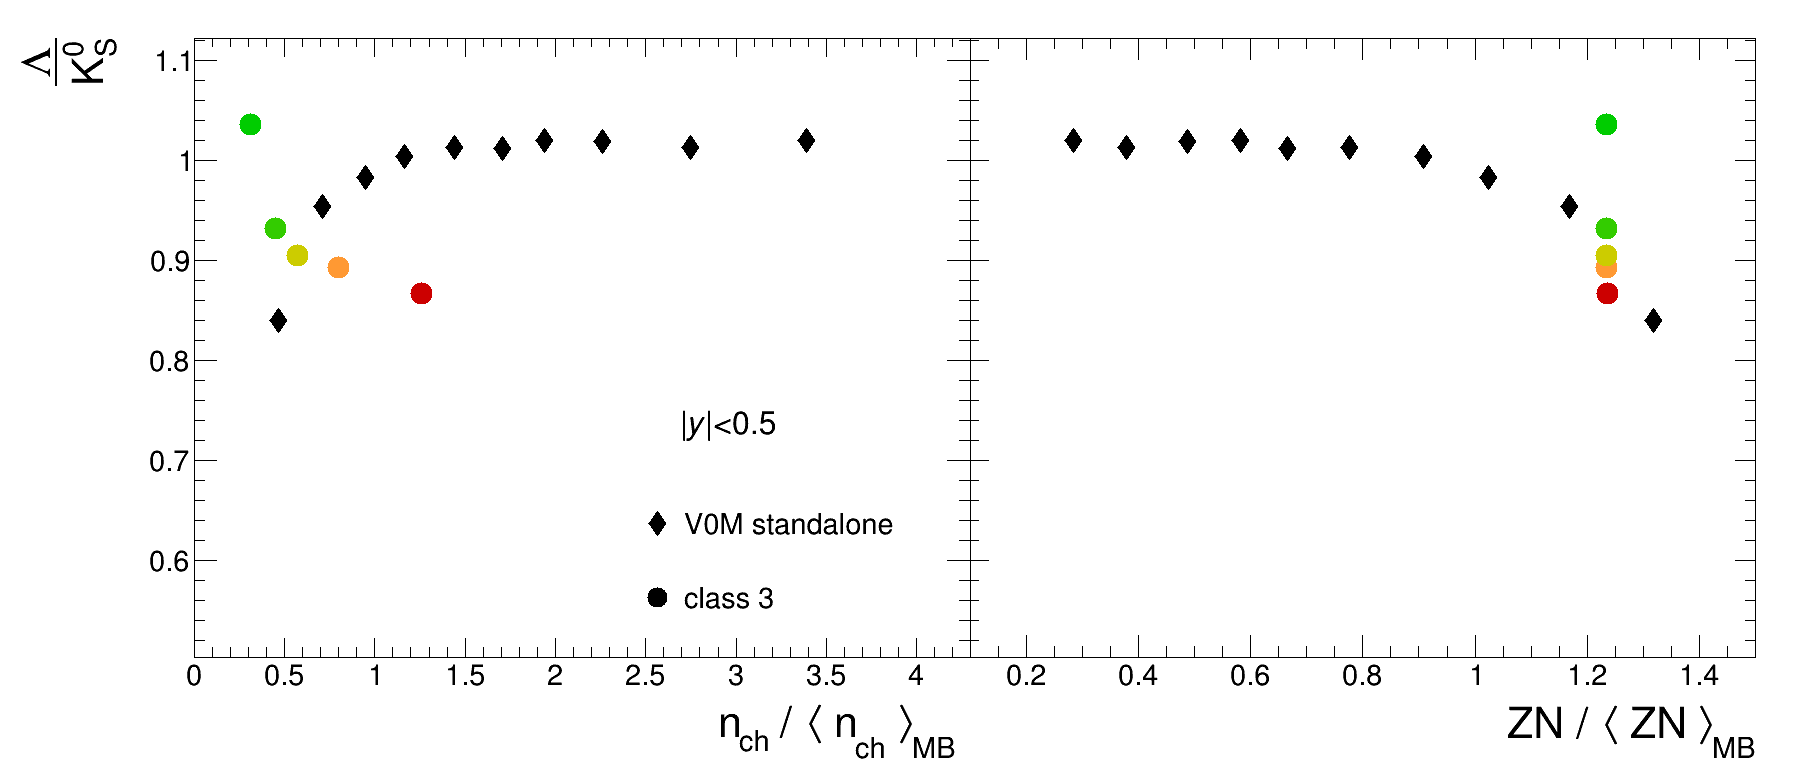 Λ
K⁰S
1.1
1
0.9
0.8
0.7
0.6
|y|<0.5
V0M standalone
class 3
0 0.5 1 1.5 2 2.5 3 3.5 4
0.2 0.4 0.6 0.8 1 1.2 1.4
n_ch / ⟨ n_ch ⟩_MB
ZN / ⟨ ZN ⟩_MB